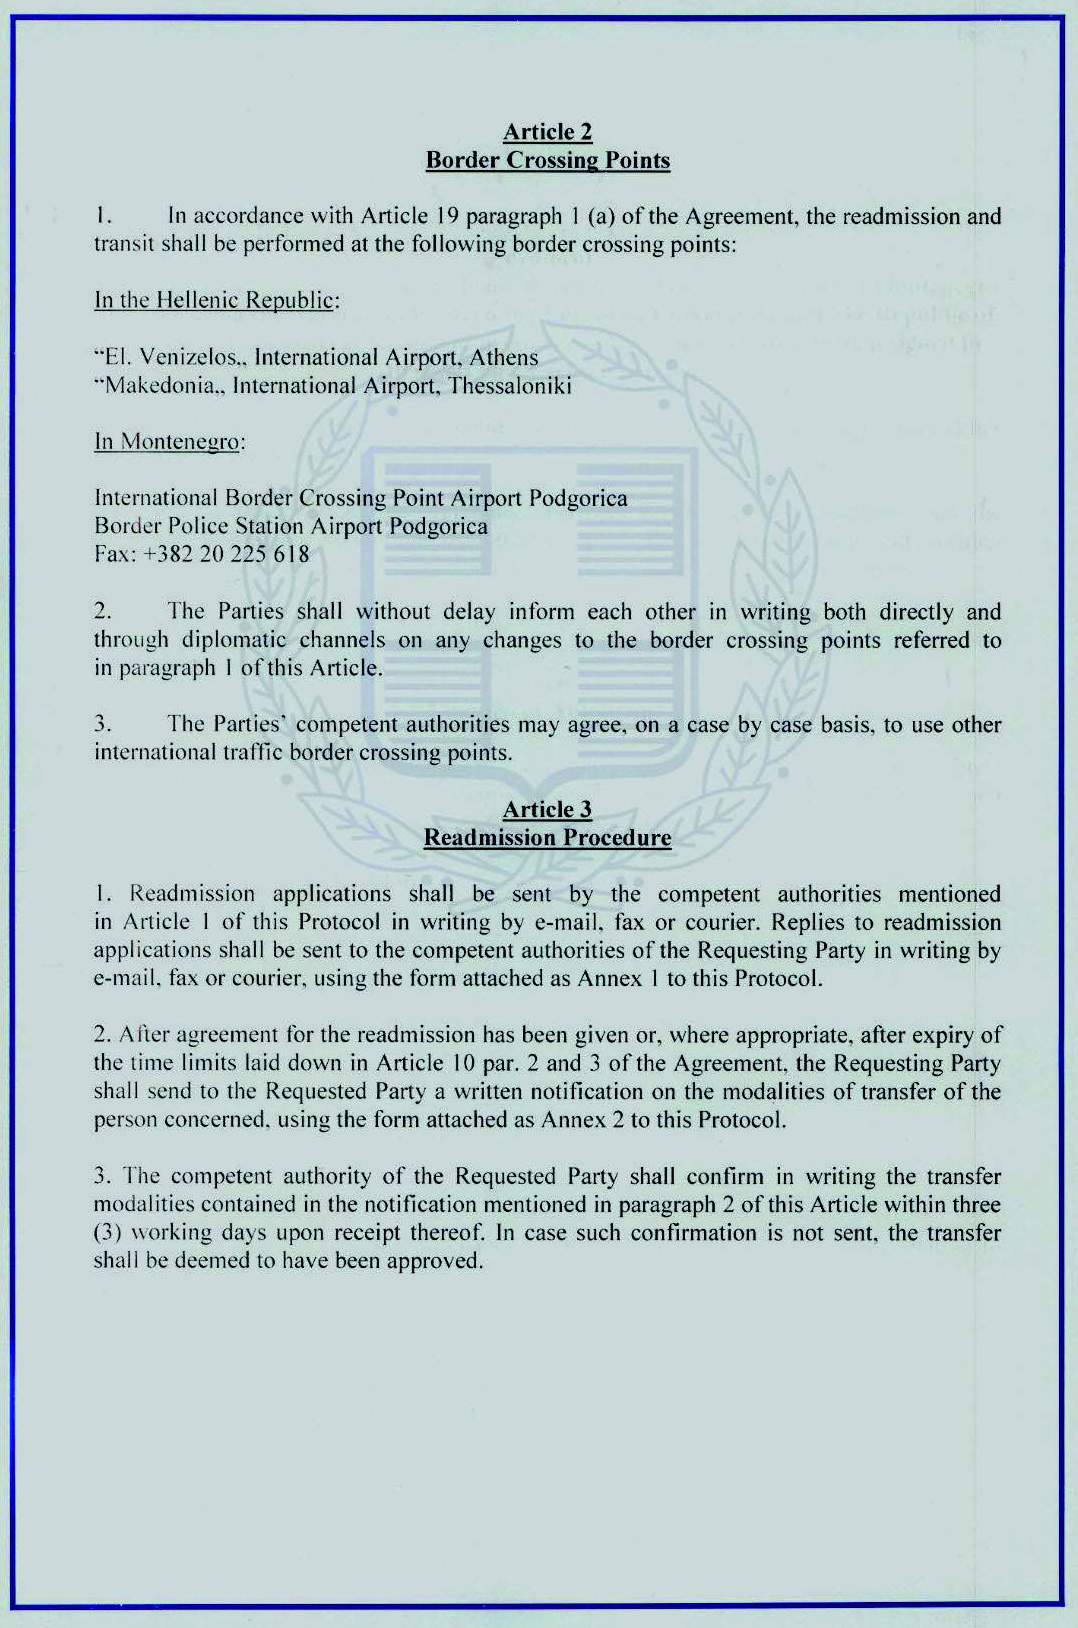 Article 2
Border Crossing Points
1. In accordance with Article 19 paragraph 1 (a) of the Agreement, the readmission and
transit shall be performed at the following border crossing points:
In the Hellenic Republic:
“El. Venizelos„ International Airport, Athens
“Makedonia„ International Airport, Thessaloniki
In Montenegro:
International Border Crossing Point Airport Podgorica
Border Police Station Airport Podgorica
Fax: +382 20 225 618
2. The Parties shall without delay inform each other in writing both directly and
through diplomatic channels on any changes to the border crossing points referred to
in paragraph 1 of this Article.
3. The Parties’ competent authorities may agree, on a case by case basis, to use other
international traffic border crossing points.
Article 3
Readmission Procedure
1. Readmission applications shall be sent by the competent authorities mentioned
in Article 1 of this Protocol in writing by e-mail, fax or courier. Replies to readmission
applications shall be sent to the competent authorities of the Requesting Party in writing by
e-mail, fax or courier, using the form attached as Annex 1 to this Protocol.
2. After agreement for the readmission has been given or, where appropriate, after expiry of
the time limits laid down in Article 10 par. 2 and 3 of the Agreement, the Requesting Party
shall send to the Requested Party a written notification on the modalities of transfer of the
person concerned, using the form attached as Annex 2 to this Protocol.
3. The competent authority of the Requested Party shall confirm in writing the transfer
modalities contained in the notification mentioned in paragraph 2 of this Article within three
(3) working days upon receipt thereof. In case such confirmation is not sent, the transfer
shall be deemed to have been approved.